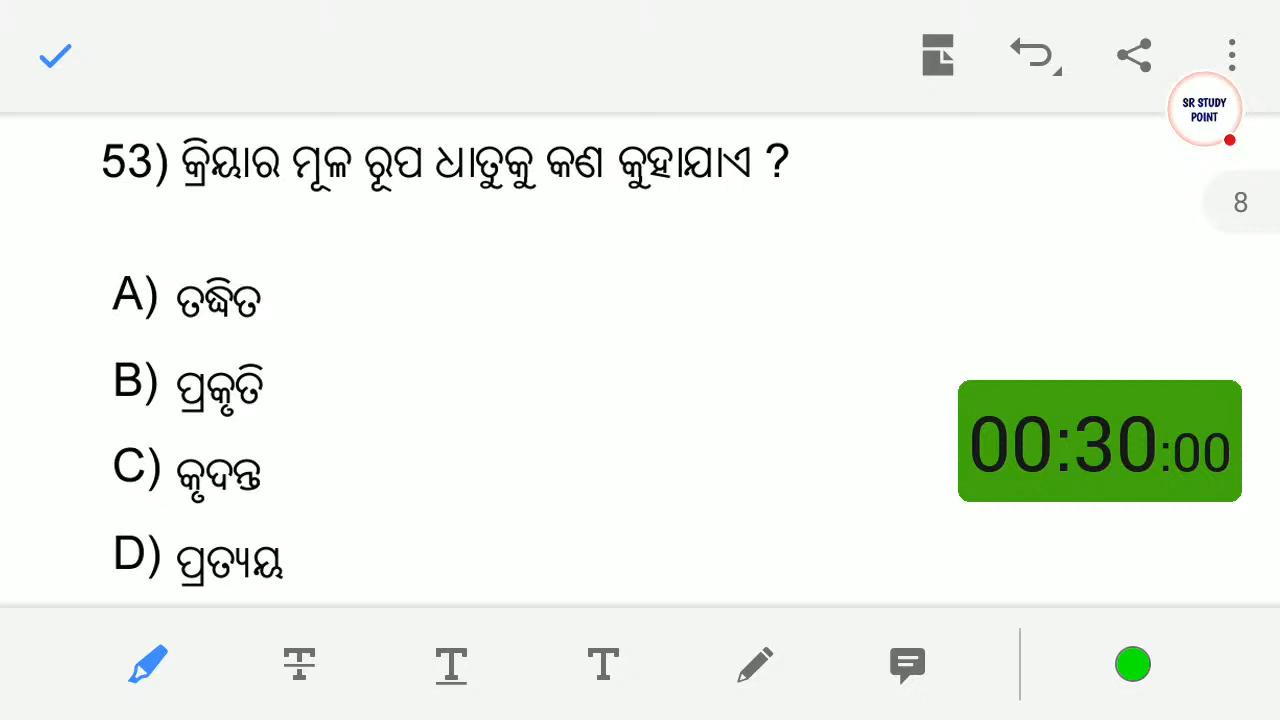 SR STUDY
POINT
53) କ୍ରିୟାର ମୂଳ ରୂପ ଧାତୁକୁ କଣ କୁହାଯାଏ ?
8
A) ତଦ୍ଧିତ
B) ପ୍ରକୃତି
C) କୃଦନ୍ତ
D) ପ୍ରତ୍ୟୟ
00:30:00